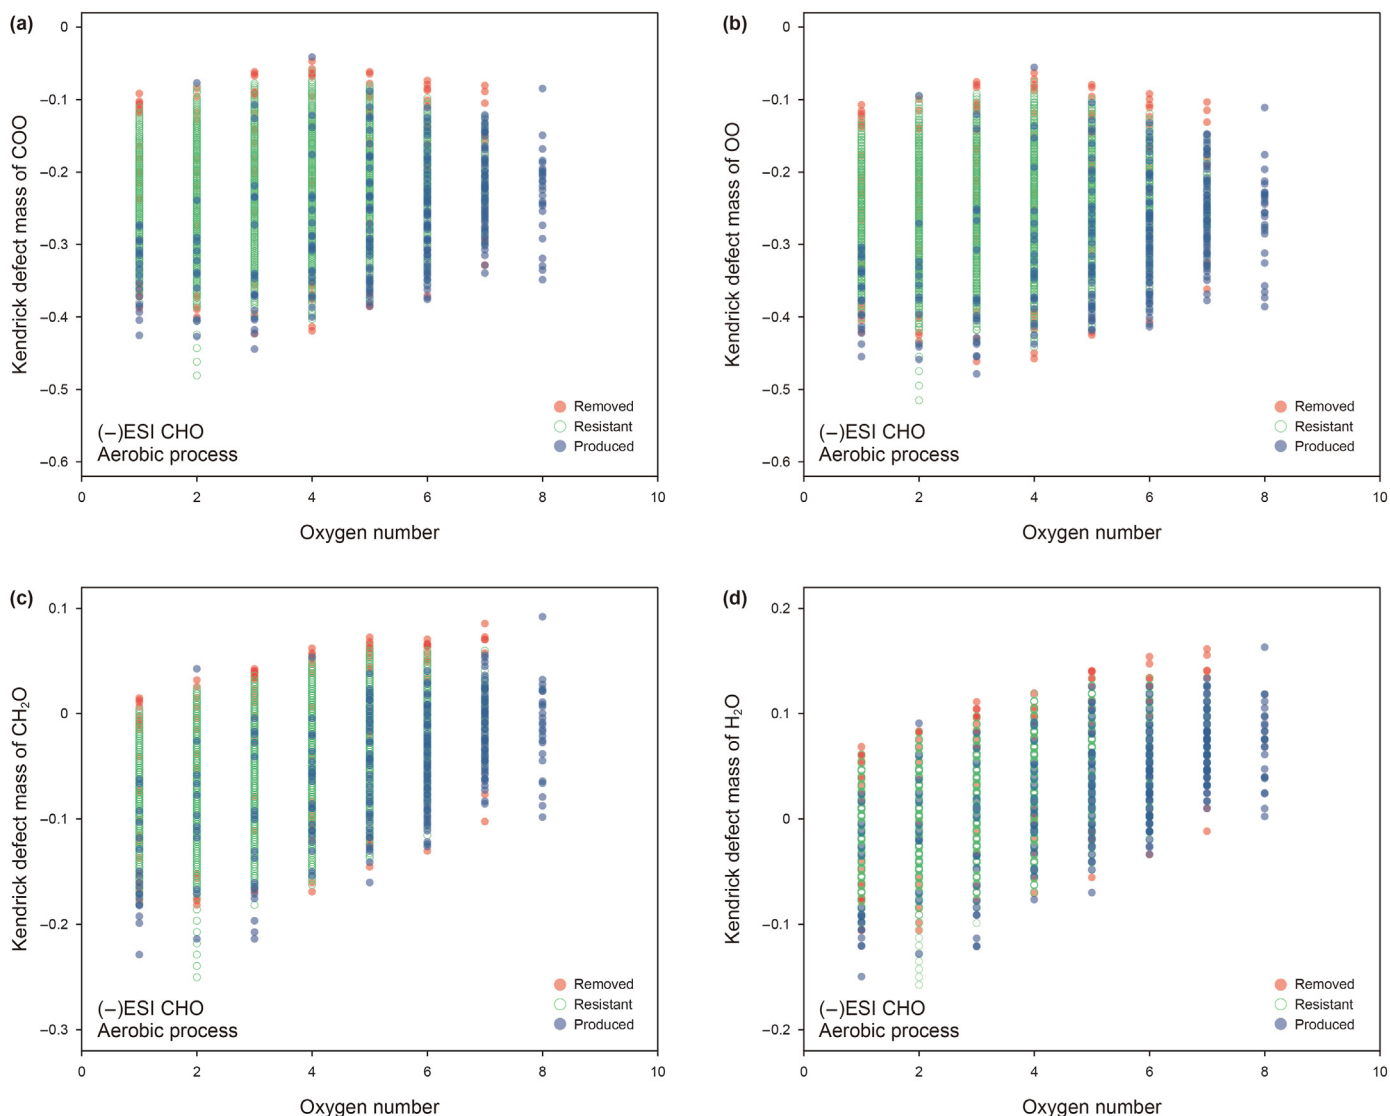 (a)
0
−0.1
−0.2
−0.3
−0.4
−0.5
−0.6
Kendrick defect mass of COO
Removed
Resistant
Produced
(−)ESI CHO
Aerobic process
0 2 4 6 8 10
Oxygen number
(b)
0
−0.1
−0.2
−0.3
−0.4
−0.5
−0.6
Kendrick defect mass of OO
Removed
Resistant
Produced
(−)ESI CHO
Aerobic process
0 2 4 6 8 10
Oxygen number
(c)
0.1
0
−0.1
−0.2
−0.3
Kendrick defect mass of CH₂O
Removed
Resistant
Produced
(−)ESI CHO
Aerobic process
0 2 4 6 8 10
Oxygen number
(d)
0.2
0.1
0
−0.1
−0.2
Kendrick defect mass of H₂O
Removed
Resistant
Produced
(−)ESI CHO
Aerobic process
0 2 4 6 8 10
Oxygen number